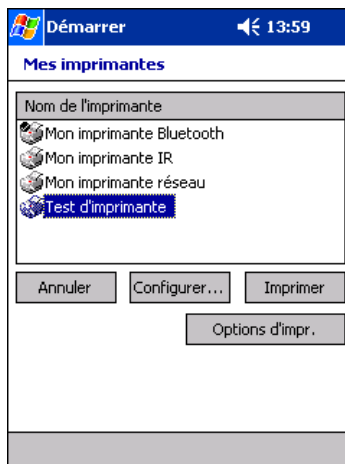 Démarrer 13:59
Mes imprimantes
Nom de l'imprimante
Mon imprimante Bluetooth
Mon imprimante IR
Mon imprimante réseau
Test d'imprimante
Annuler Configurer... Imprimer
Options d'impr.